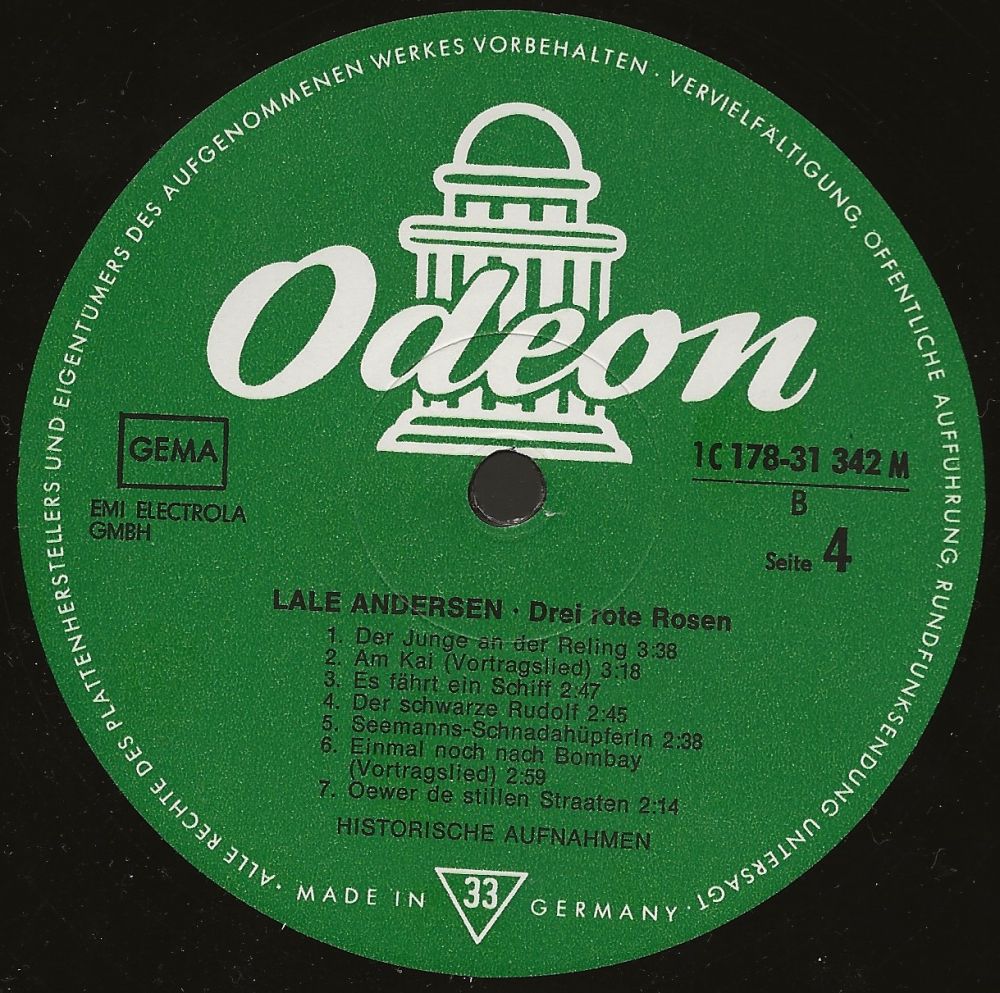 ALLE RECHTE DES PLATTENHERSTELLERS UND EIGENTÜMERS DES AUFGENOMMENEN WERKES VORBEHALTEN · VERVIELFÄLTIGUNG, ÖFFENTLICHE AUFFÜHRUNG, RUNDFUNKSENDUNG UNTERSAGT ·
Odeon
GEMA
EMI ELECTROLA
GMBH
1C 178-31 342 M
B
Seite 4
LALE ANDERSEN · Drei rote Rosen
1. Der Junge an der Reling 3:38
2. Am Kai (Vortragslied) 3:18
3. Es fährt ein Schiff 2:47
4. Der schwarze Rudolf 2:45
5. Seemanns-Schnadahüpferln 2:38
6. Einmal noch nach Bombay
(Vortragslied) 2:59
7. Oewer de stillen Straaten 2:14
HISTORISCHE AUFNAHMEN
· MADE IN 33 GERMANY ·